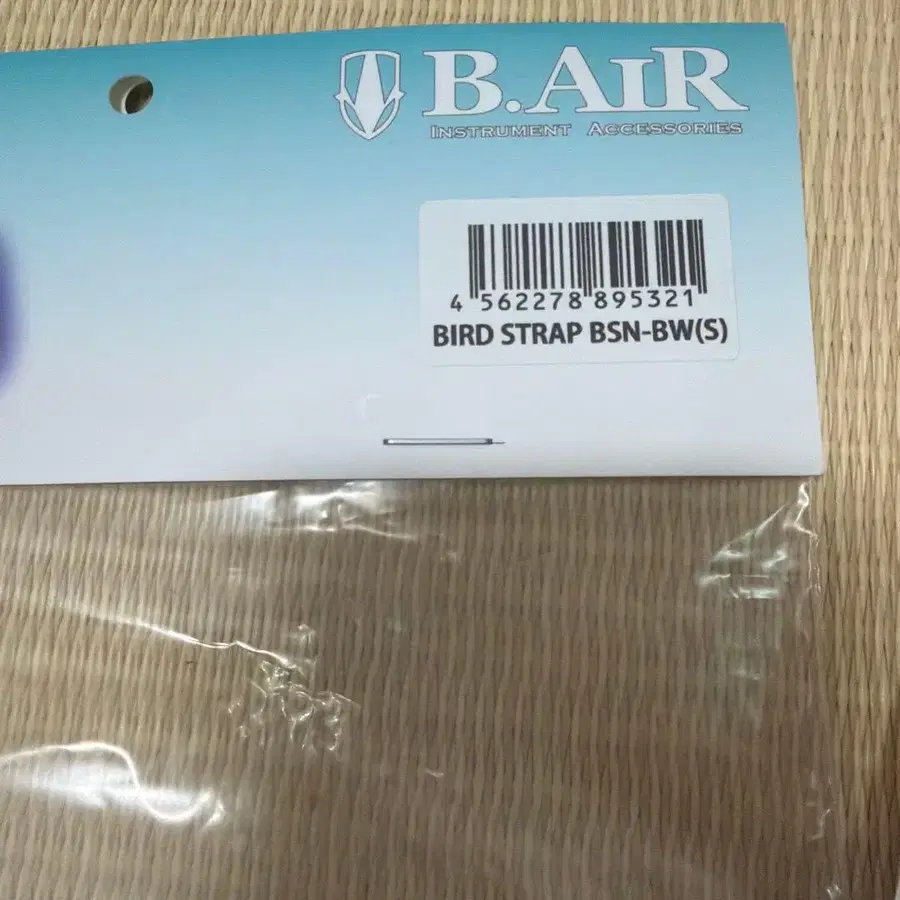 B.AIR
INSTRUMENT ACCESSORIES
4 562278 895321
BIRD STRAP BSN-BW(S)